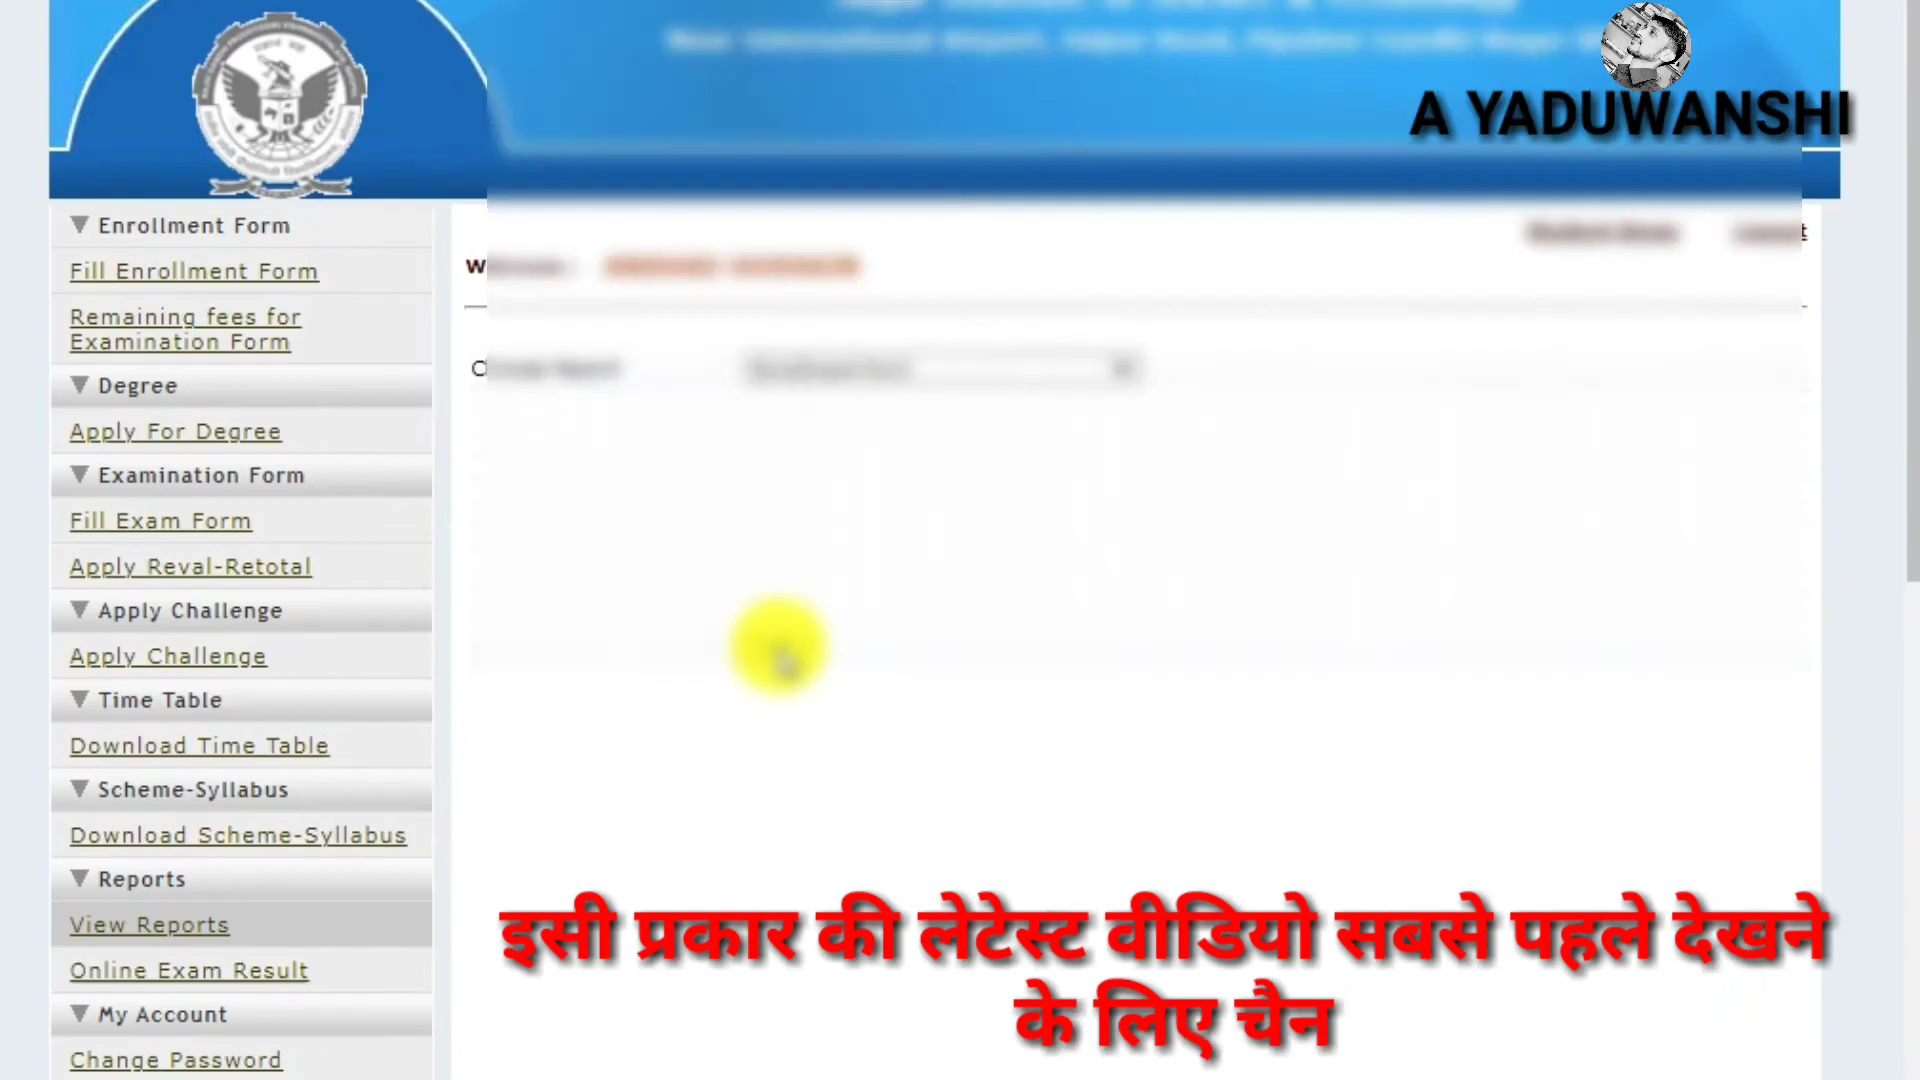 A YADUWANSHI
Enrollment Form
Fill Enrollment Form
Remaining fees for
Examination Form
Degree
Apply For Degree
Examination Form
Fill Exam Form
Apply Reval-Retotal
Apply Challenge
Apply Challenge
Time Table
Download Time Table
Scheme-Syllabus
Download Scheme-Syllabus
Reports
View Reports
Online Exam Result
My Account
Change Password
इसी प्रकार की लेटेस्ट वीडियो सबसे पहले देखने
के लिए चैन